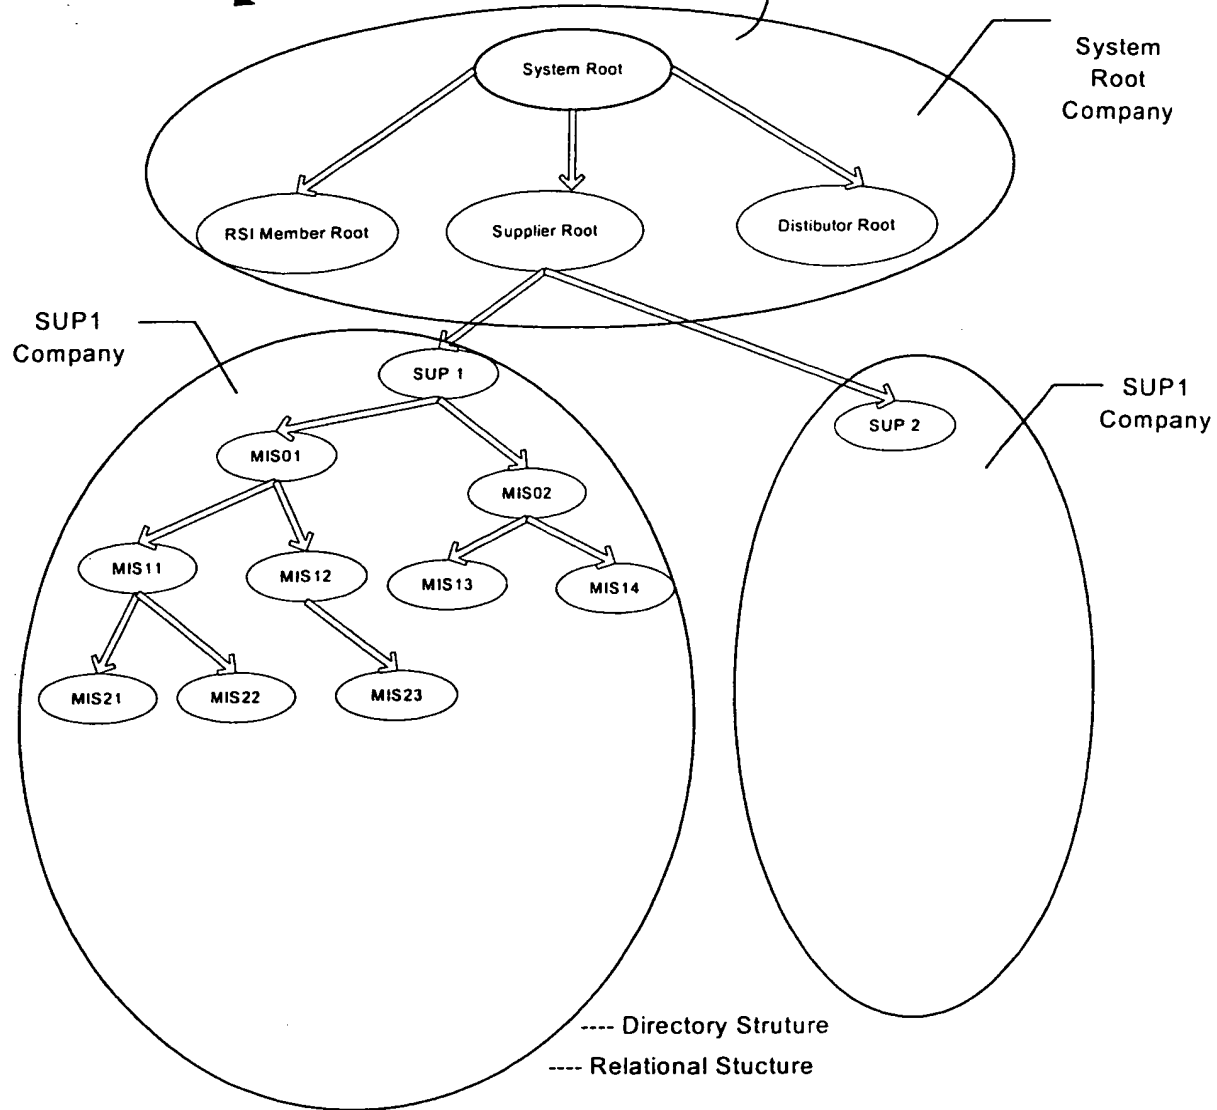 System Root
System
Root
Company
RSI Member Root
Supplier Root
Distibutor Root
SUP1
Company
SUP 1
SUP 2
SUP1
Company
MIS01
MIS02
MIS11
MIS12
MIS13
MIS14
MIS21
MIS22
MIS23
---- Directory Struture
---- Relational Stucture